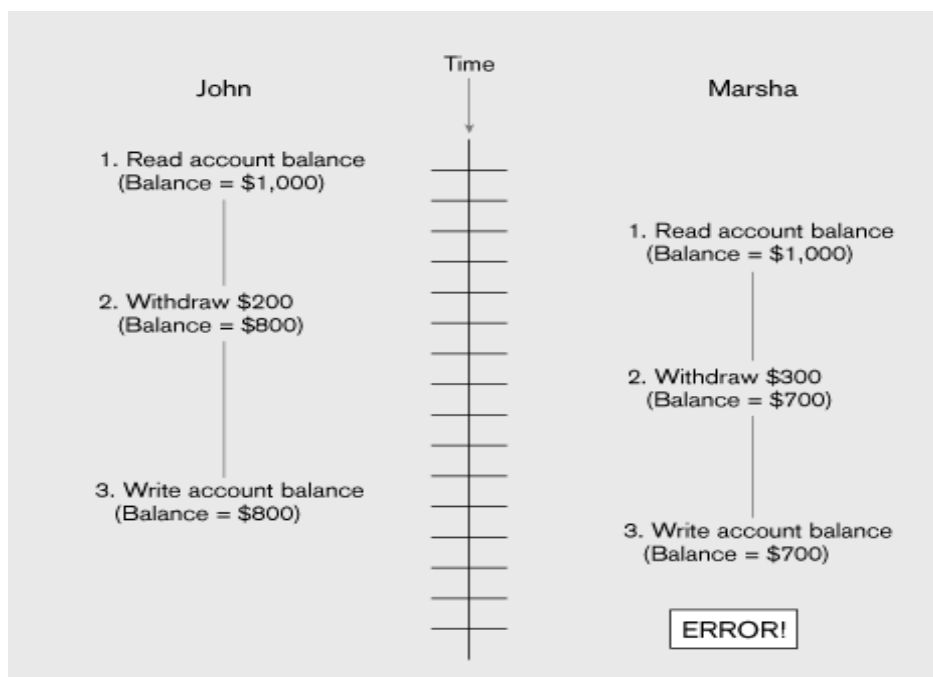 Time
John
Marsha
1. Read account balance
(Balance = $1,000)
1. Read account balance
(Balance = $1,000)
2. Withdraw $200
(Balance = $800)
2. Withdraw $300
(Balance = $700)
3. Write account balance
(Balance = $800)
3. Write account balance
(Balance = $700)
ERROR!